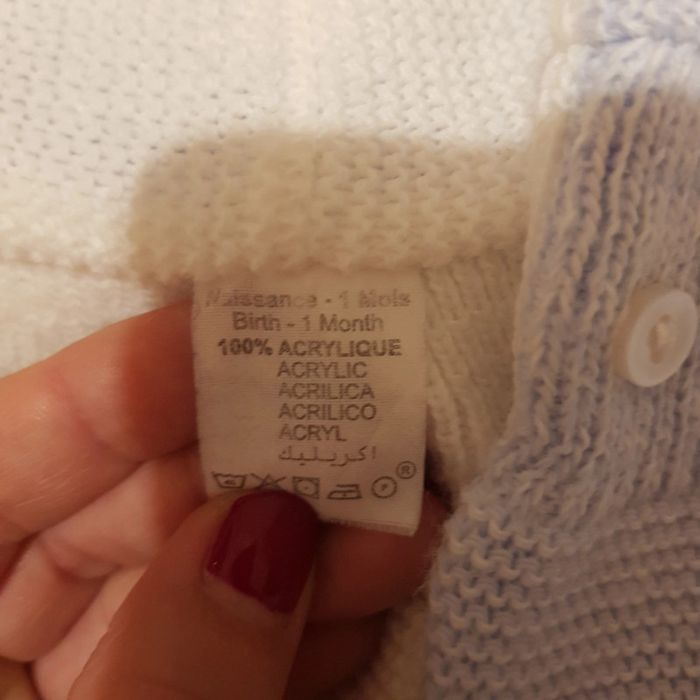 Naissance - 1 Mois
Birth - 1 Month
100% ACRYLIQUE
ACRYLIC
ACRILICA
ACRILICO
ACRYL
اكريليك
®